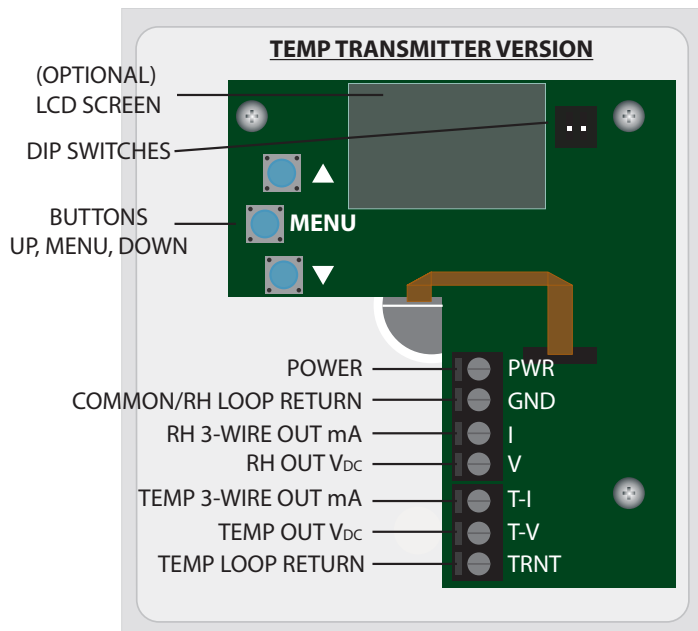 TEMP TRANSMITTER VERSION
(OPTIONAL)
LCD SCREEN
DIP SWITCHES
BUTTONS
UP, MENU, DOWN
MENU
POWER
PWR
COMMON/RH LOOP RETURN
GND
RH 3-WIRE OUT mA
I
RH OUT VDC
V
TEMP 3-WIRE OUT mA
T-I
TEMP OUT VDC
T-V
TEMP LOOP RETURN
TRNT